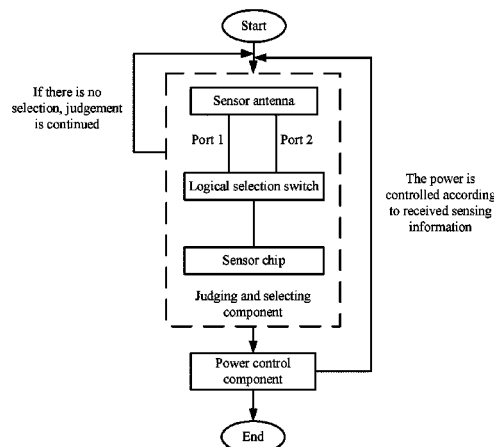 Start
If there is no
selection, judgement
is continued
Sensor antenna
Port 1
Port 2
Logical selection switch
Sensor chip
Judging and selecting
component
The power is
controlled according
to received sensing
information
Power control
component
End